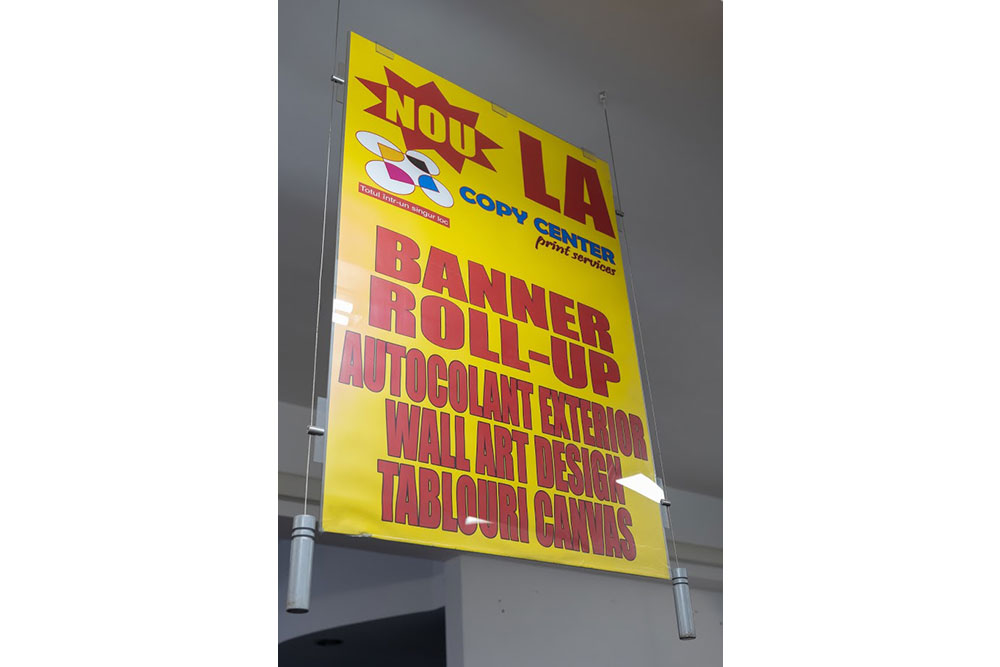 NOU
LA
Totul într-un singur loc
COPY CENTER
print services
BANNER
ROLL-UP
AUTOCOLANT EXTERIOR
WALL ART DESIGN
TABLOURI CANVAS